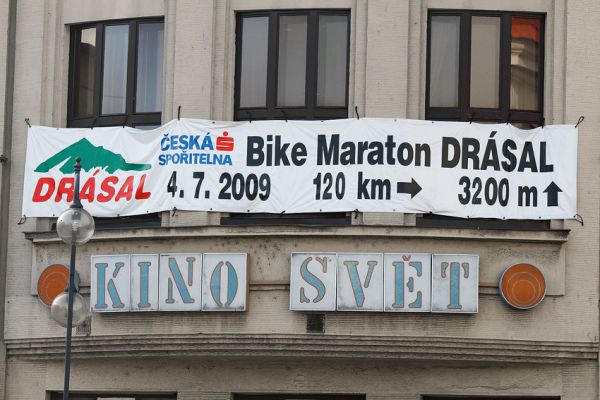 DRÁSAL
ČESKÁ
SPOŘITELNA
Bike Maraton DRÁSAL
4. 7. 2009 120 km → 3200 m ↑
KINO SVĚT